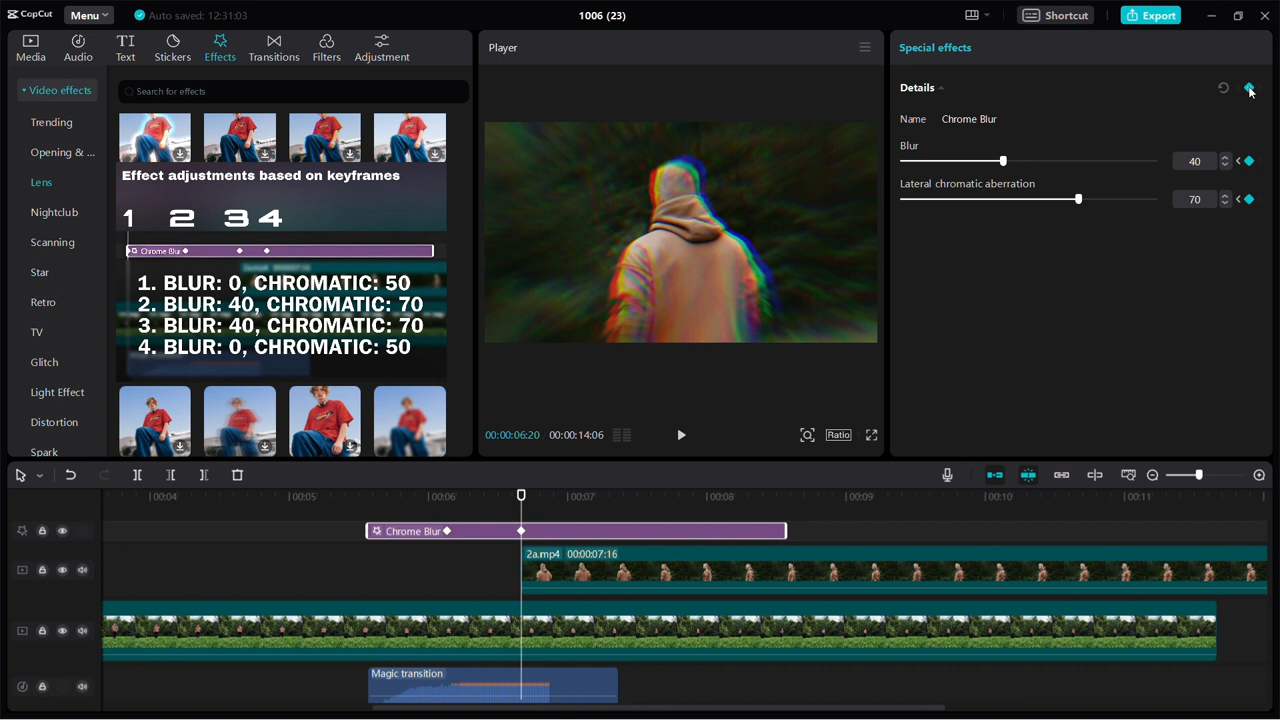 CapCut
Menu
Auto saved: 12:31:03
1006 (23)
Shortcut
Export
Media
Audio
Text
Stickers
Effects
Transitions
Filters
Adjustment
Video effects
Search for effects
Trending
Opening & ...
Lens
Nightclub
Scanning
Star
Retro
TV
Glitch
Light Effect
Distortion
Spark
Effect adjustments based on keyframes
1 2 3 4
Chrome Blur
1. BLUR: 0, CHROMATIC: 50
2. BLUR: 40, CHROMATIC: 70
3. BLUR: 40, CHROMATIC: 70
4. BLUR: 0, CHROMATIC: 50
Player
00:00:06:20 00:00:14:06
Ratio
Special effects
Details
Name Chrome Blur
Blur
40
Lateral chromatic aberration
70
00:04 00:05 00:06 00:07 00:08 00:09 00:10 00:11
Chrome Blur
2a.mp4 00:00:07:16
Magic transition